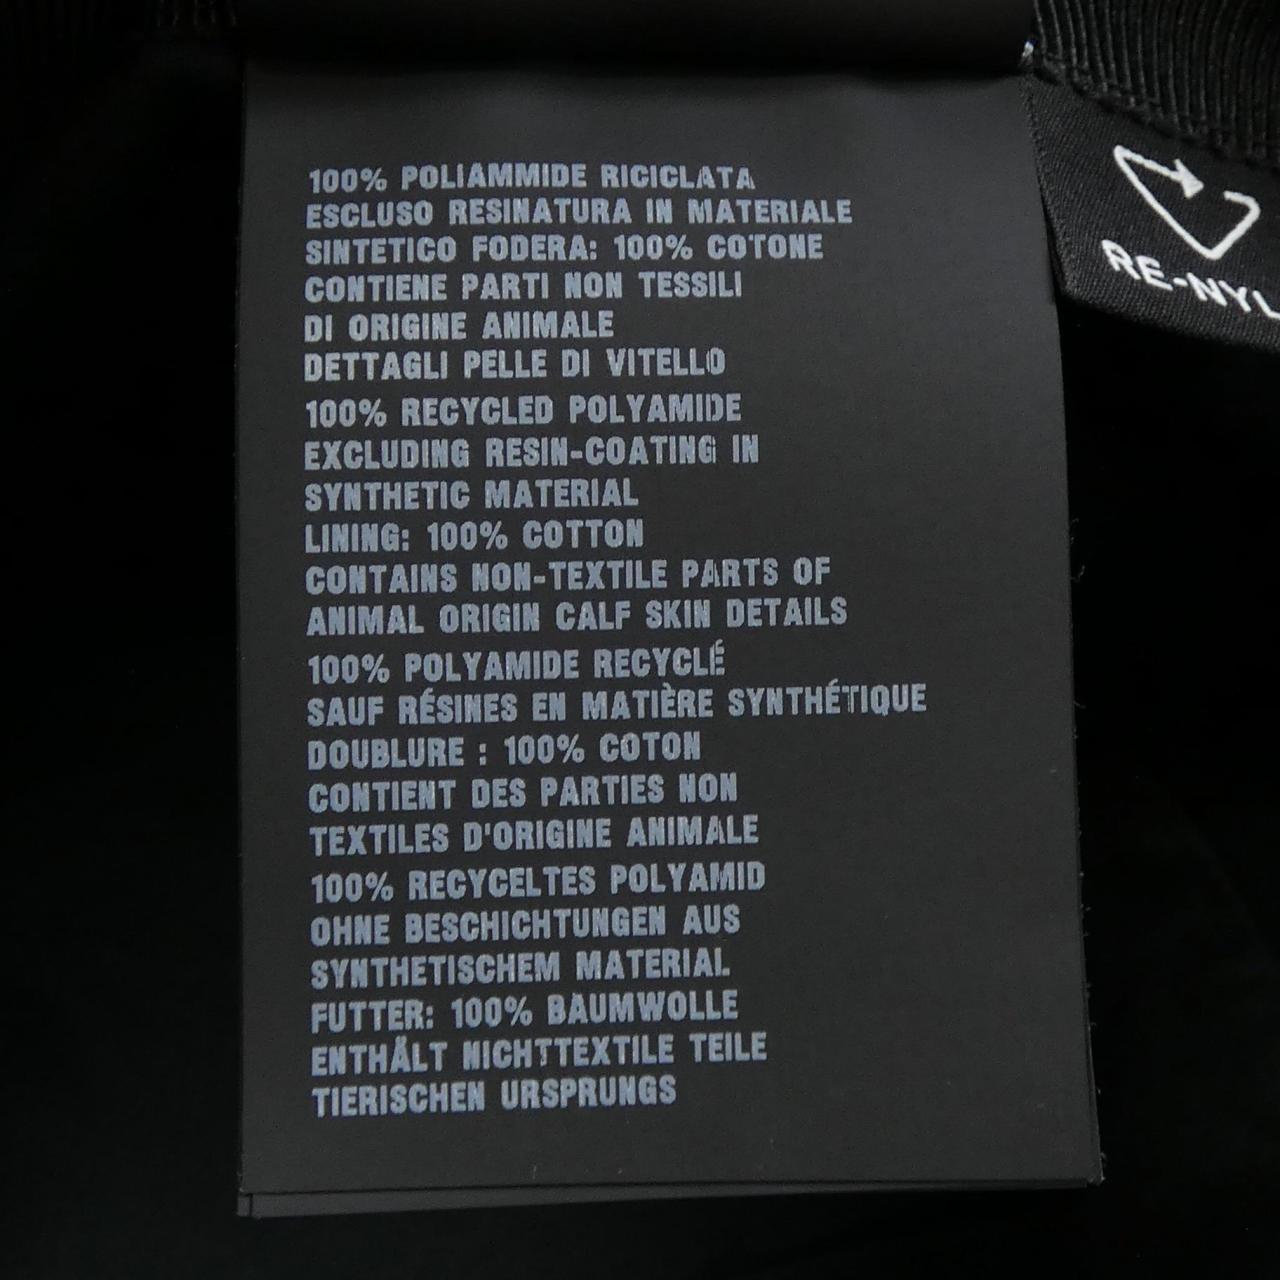 100% POLIAMMIDE RICICLATA
ESCLUSO RESINATURA IN MATERIALE
SINTETICO FODERA: 100% COTONE
CONTIENE PARTI NON TESSILI
DI ORIGINE ANIMALE
DETTAGLI PELLE DI VITELLO
100% RECYCLED POLYAMIDE
EXCLUDING RESIN-COATING IN
SYNTHETIC MATERIAL
LINING: 100% COTTON
CONTAINS NON-TEXTILE PARTS OF
ANIMAL ORIGIN CALF SKIN DETAILS
100% POLYAMIDE RECYCLÉ
SAUF RÉSINES EN MATIÈRE SYNTHÉTIQUE
DOUBLURE : 100% COTON
CONTIENT DES PARTIES NON
TEXTILES D'ORIGINE ANIMALE
100% RECYCELTES POLYAMID
OHNE BESCHICHTUNGEN AUS
SYNTHETISCHEM MATERIAL
FUTTER: 100% BAUMWOLLE
ENTHÄLT NICHTTEXTILE TEILE
TIERISCHEN URSPRUNGS
RE-NYL